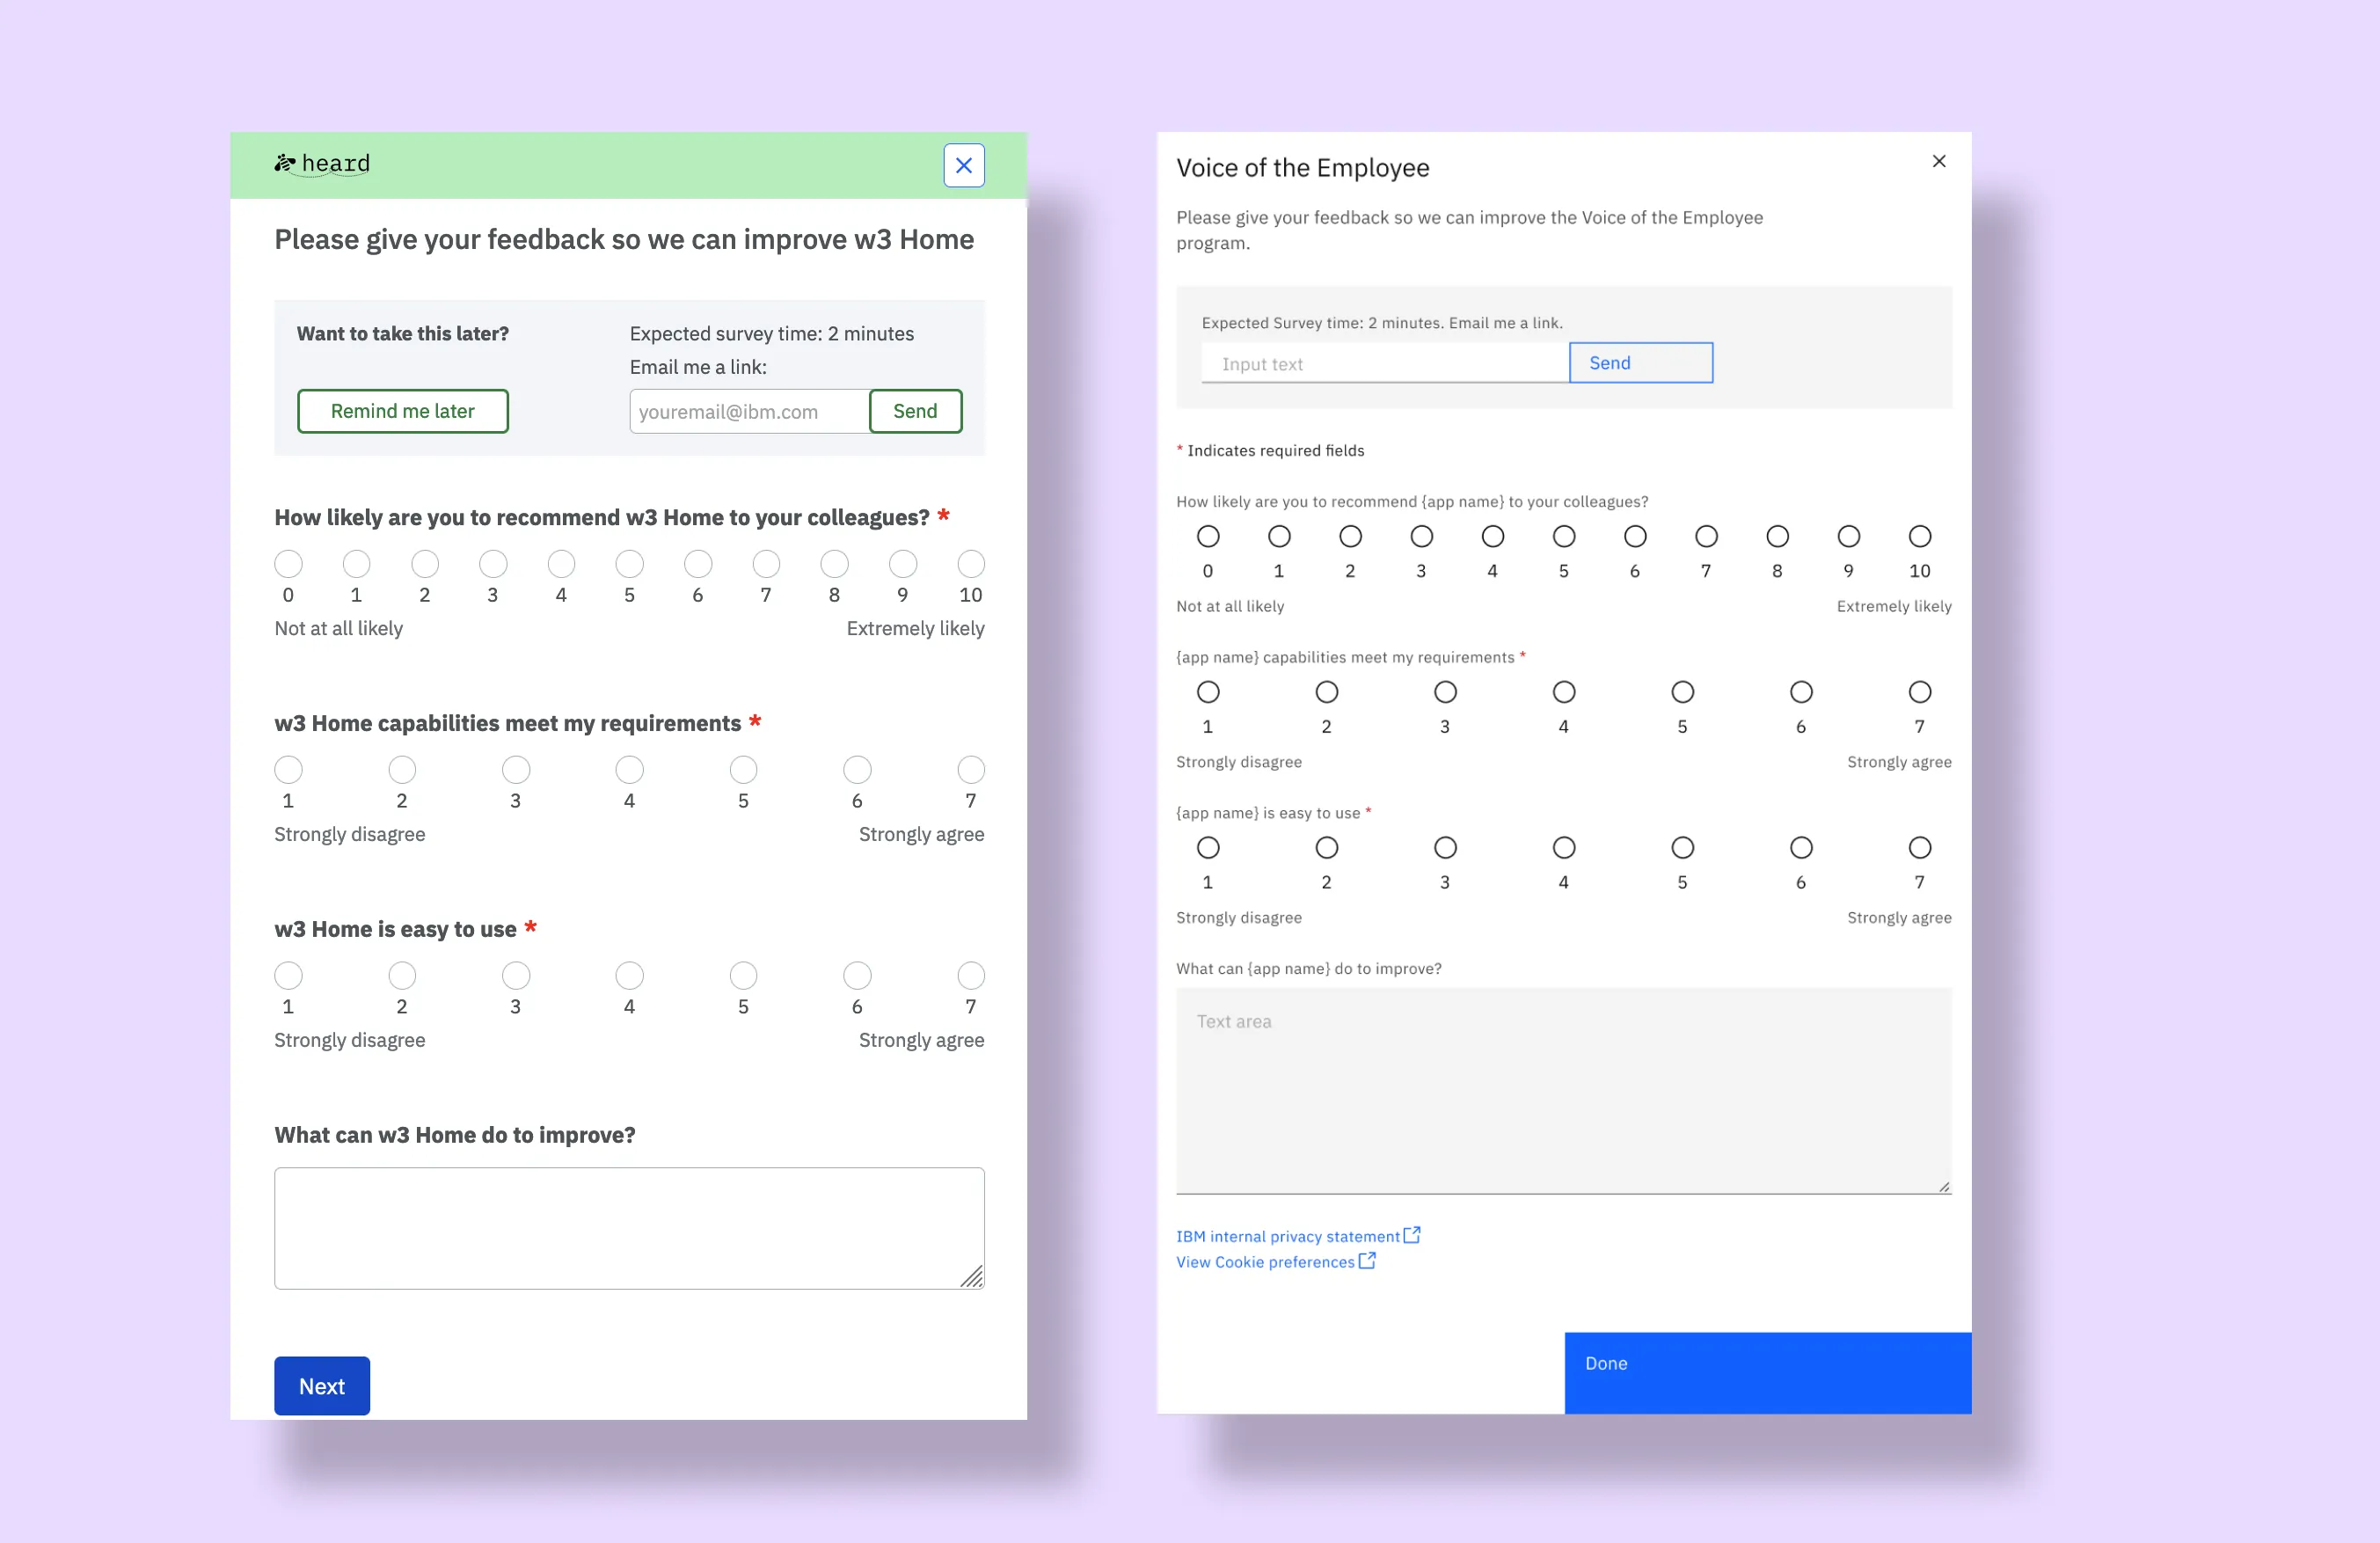 heard
Please give your feedback so we can improve w3 Home
Want to take this later?
Remind me later
Expected survey time: 2 minutes
Email me a link:
youremail@ibm.com
Send
How likely are you to recommend w3 Home to your colleagues? *
0 1 2 3 4 5 6 7 8 9 10
Not at all likely Extremely likely
w3 Home capabilities meet my requirements *
1 2 3 4 5 6 7
Strongly disagree Strongly agree
w3 Home is easy to use *
1 2 3 4 5 6 7
Strongly disagree Strongly agree
What can w3 Home do to improve?
Next
Voice of the Employee
Please give your feedback so we can improve the Voice of the Employee
program.
Expected Survey time: 2 minutes. Email me a link.
Input text Send
* Indicates required fields
How likely are you to recommend {app name} to your colleagues?
0 1 2 3 4 5 6 7 8 9 10
Not at all likely Extremely likely
{app name} capabilities meet my requirements *
1 2 3 4 5 6 7
Strongly disagree Strongly agree
{app name} is easy to use *
1 2 3 4 5 6 7
Strongly disagree Strongly agree
What can {app name} do to improve?
Text area
IBM internal privacy statement
View Cookie preferences
Done